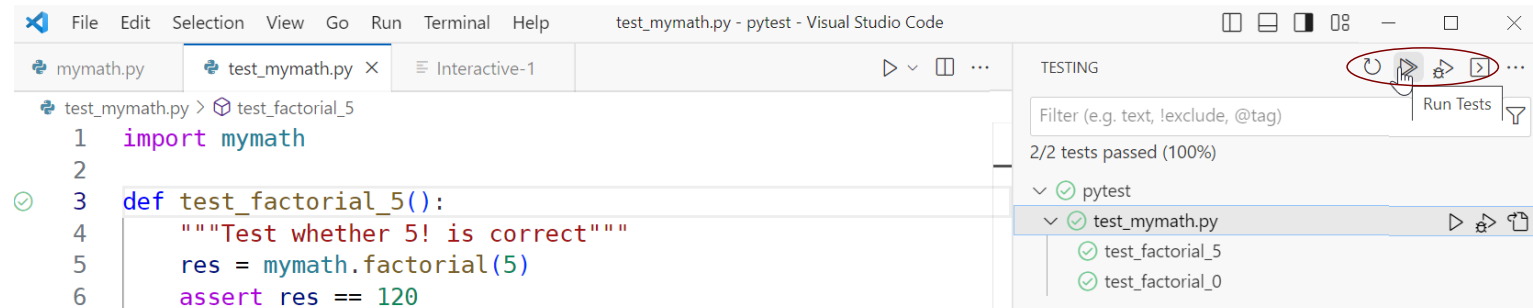 File Edit Selection View Go Run Terminal Help test_mymath.py - pytest - Visual Studio Code
mymath.py test_mymath.py Interactive-1
test_mymath.py > test_factorial_5
1 import mymath
2
3 def test_factorial_5():
4 """Test whether 5! is correct"""
5 res = mymath.factorial(5)
6 assert res == 120
TESTING
Run Tests
Filter (e.g. text, !exclude, @tag)
2/2 tests passed (100%)
pytest
test_mymath.py
test_factorial_5
test_factorial_0